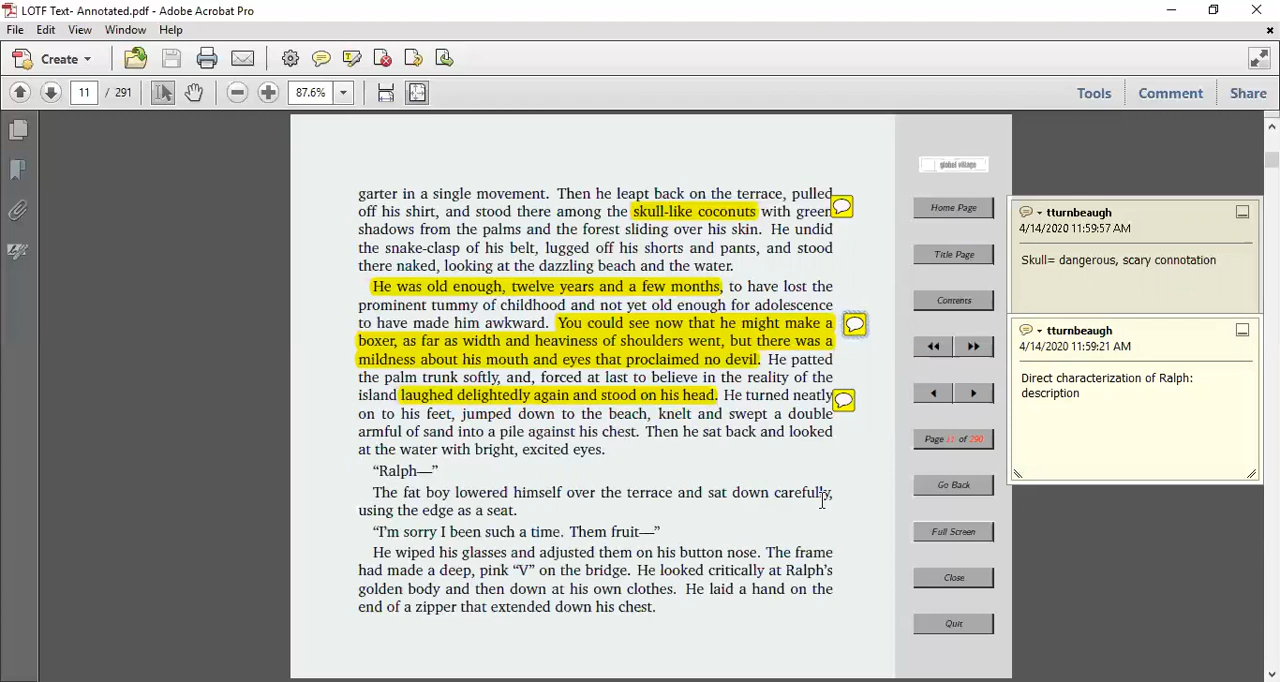 LOTF Text- Annotated.pdf - Adobe Acrobat Pro
File Edit View Window Help
Create
11 / 291 87.6% Tools Comment Share
garter in a single movement. Then he leapt back on the terrace, pulled
off his shirt, and stood there among the skull-like coconuts with green
shadows from the palms and the forest sliding over his skin. He undid
the snake-clasp of his belt, lugged off his shorts and pants, and stood
there naked, looking at the dazzling beach and the water.
He was old enough, twelve years and a few months, to have lost the
prominent tummy of childhood and not yet old enough for adolescence
to have made him awkward. You could see now that he might make a
boxer, as far as width and heaviness of shoulders went, but there was a
mildness about his mouth and eyes that proclaimed no devil. He patted
the palm trunk softly, and, forced at last to believe in the reality of the
island laughed delightedly again and stood on his head. He turned neatly
on to his feet, jumped down to the beach, knelt and swept a double
armful of sand into a pile against his chest. Then he sat back and looked
at the water with bright, excited eyes.
“Ralph—”
The fat boy lowered himself over the terrace and sat down carefully,
using the edge as a seat.
“I’m sorry I been such a time. Them fruit—”
He wiped his glasses and adjusted them on his button nose. The frame
had made a deep, pink “V” on the bridge. He looked critically at Ralph’s
golden body and then down at his own clothes. He laid a hand on the
end of a zipper that extended down his chest.
global village
Home Page
Title Page
Contents
Page 11 of 290
Go Back
Full Screen
Close
Quit
tturnbeaugh
4/14/2020 11:59:57 AM
Skull= dangerous, scary connotation
tturnbeaugh
4/14/2020 11:59:21 AM
Direct characterization of Ralph:
description